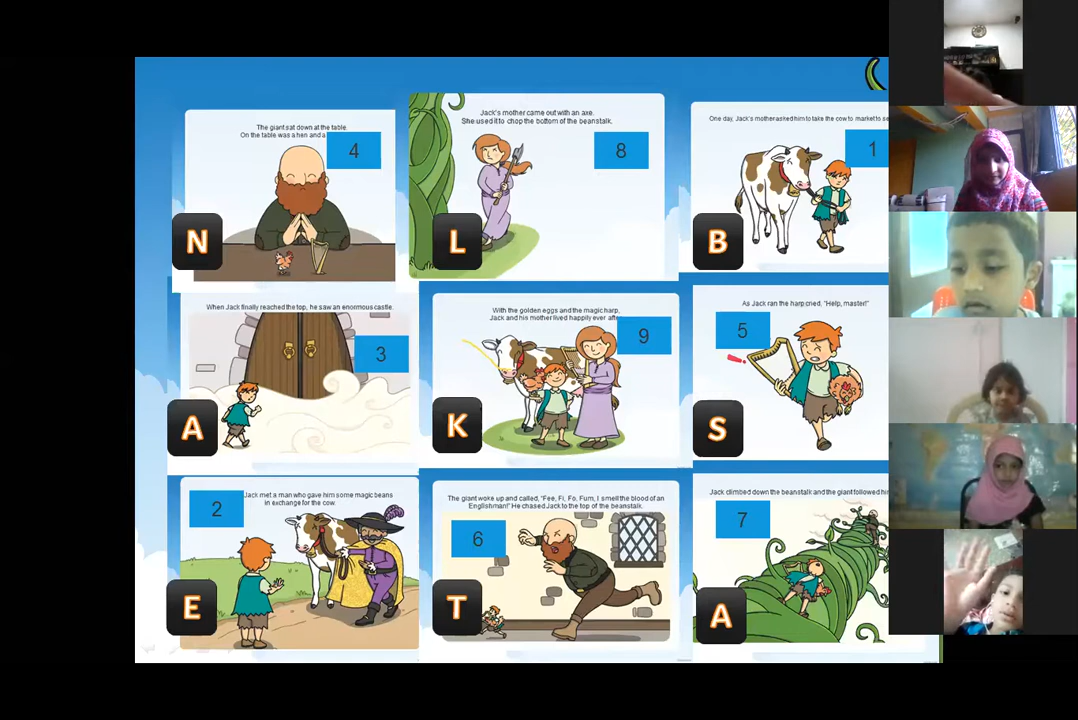 The giant sat down at the table.
On the table was a hen and a
4
N
Jack's mother came out with an axe.
She used it to chop the bottom of the beanstalk.
8
L
One day, Jack's mother asked him to take the cow to market to
1
B
When Jack finally reached the top, he saw an enormous castle.
3
A
With the golden eggs and the magic harp,
Jack and his mother lived happily ever
9
K
As Jack ran the harp cried, "Help, master!"
5
S
Jack met a man who gave him some magic beans
in exchange for the cow.
2
E
The giant woke up and called, "Fee, Fi, Fo, Fum, I smell the blood of an
Englishman!" He chased Jack to the top of the beanstalk.
6
T
Jack climbed down the beanstalk and the giant followed
7
A